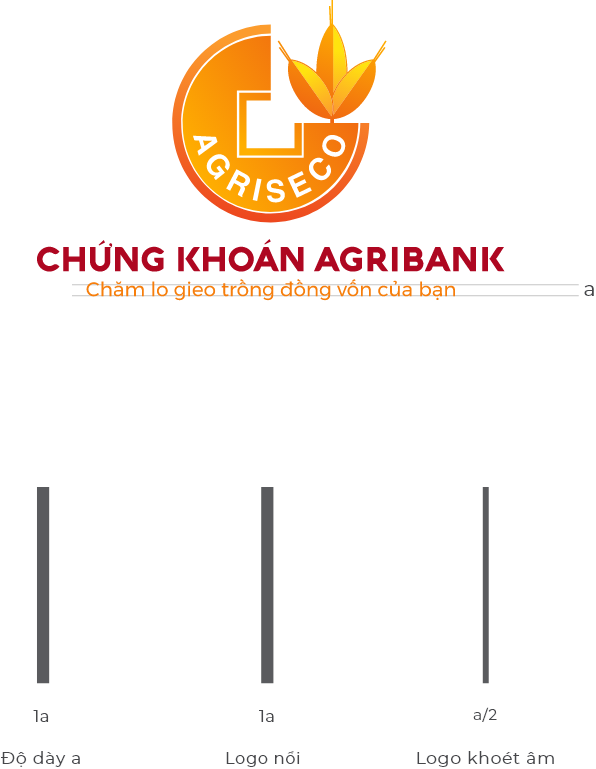 AGRISECO
CHỨNG KHOÁN AGRIBANK
Chăm lo gieo trồng đồng vốn của bạn
a
1a 1a a/2
Độ dày a Logo nổi Logo khoét âm